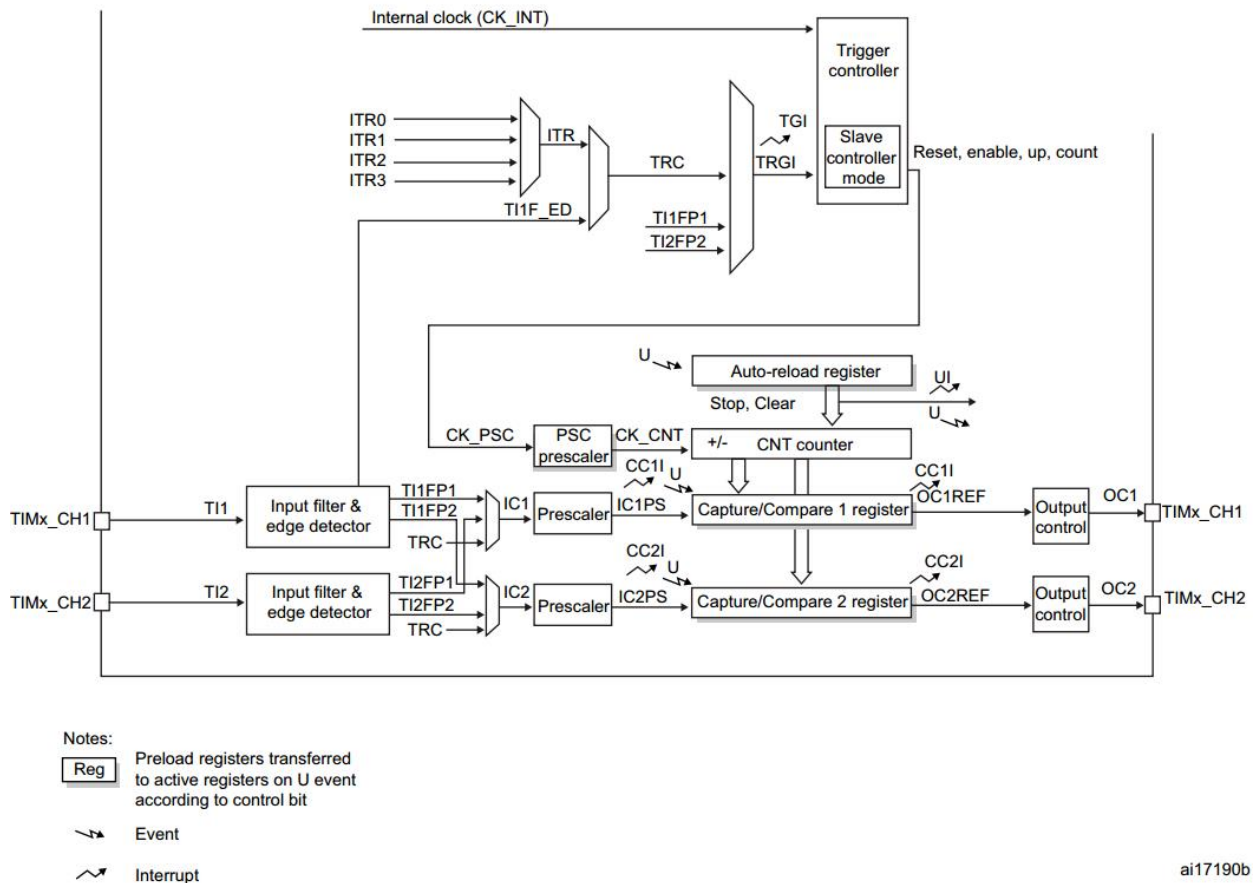 Internal clock (CK_INT)
Trigger
controller
ITR0
ITR1
ITR2
ITR3
ITR
TI1F_ED
TRC
TI1FP1
TI2FP2
TGI
TRGI
Slave
controller
mode
Reset, enable, up, count
U
Auto-reload register
UI
Stop, Clear
U
CK_PSC
PSC
prescaler
CK_CNT
+/-
CNT counter
CC1I
U
CC1I
TIMx_CH1
TI1
Input filter &
edge detector
TI1FP1
TI1FP2
TRC
IC1
Prescaler
IC1PS
Capture/Compare 1 register
OC1REF
Output
control
OC1
TIMx_CH1
CC2I
U
CC2I
TIMx_CH2
TI2
Input filter &
edge detector
TI2FP1
TI2FP2
TRC
IC2
Prescaler
IC2PS
Capture/Compare 2 register
OC2REF
Output
control
OC2
TIMx_CH2
Notes:
Reg
Preload registers transferred
to active registers on U event
according to control bit
Event
Interrupt
ai17190b